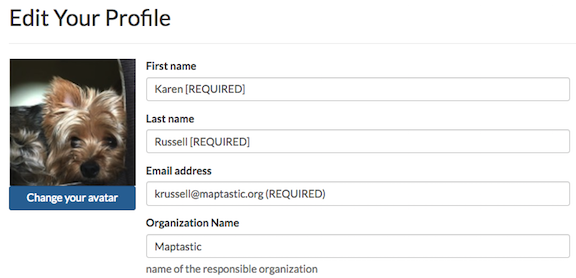 Edit Your Profile
First name
Karen [REQUIRED]
Last name
Russell [REQUIRED]
Email address
krussell@maptastic.org (REQUIRED)
Change your avatar
Organization Name
Maptastic
name of the responsible organization